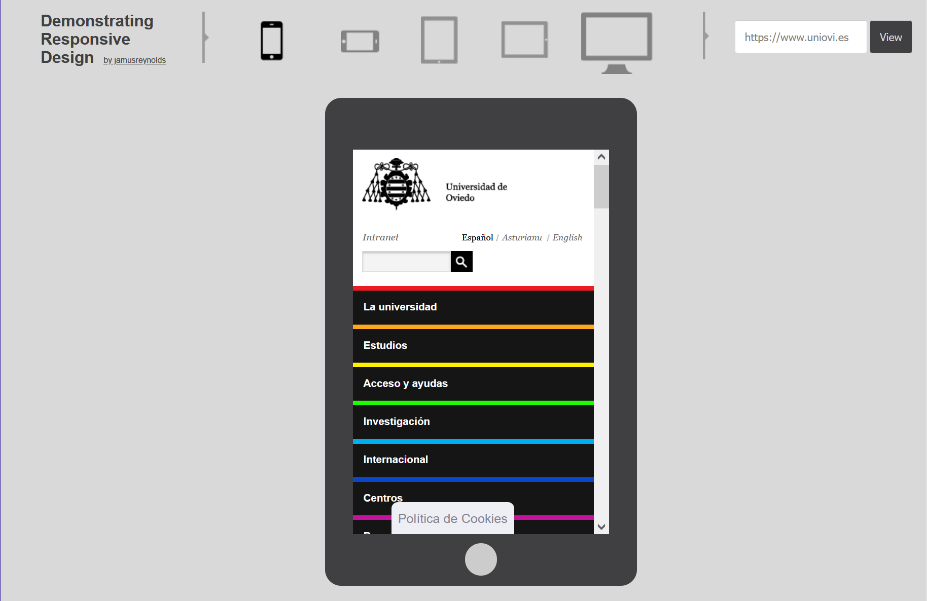 Demonstrating
Responsive
Design by jamusreynolds
https://www.uniovi.es
View
Universidad de
Oviedo
Intranet
Español / Asturianu / English
La universidad
Estudios
Acceso y ayudas
Investigación
Internacional
Centros
Política de Cookies